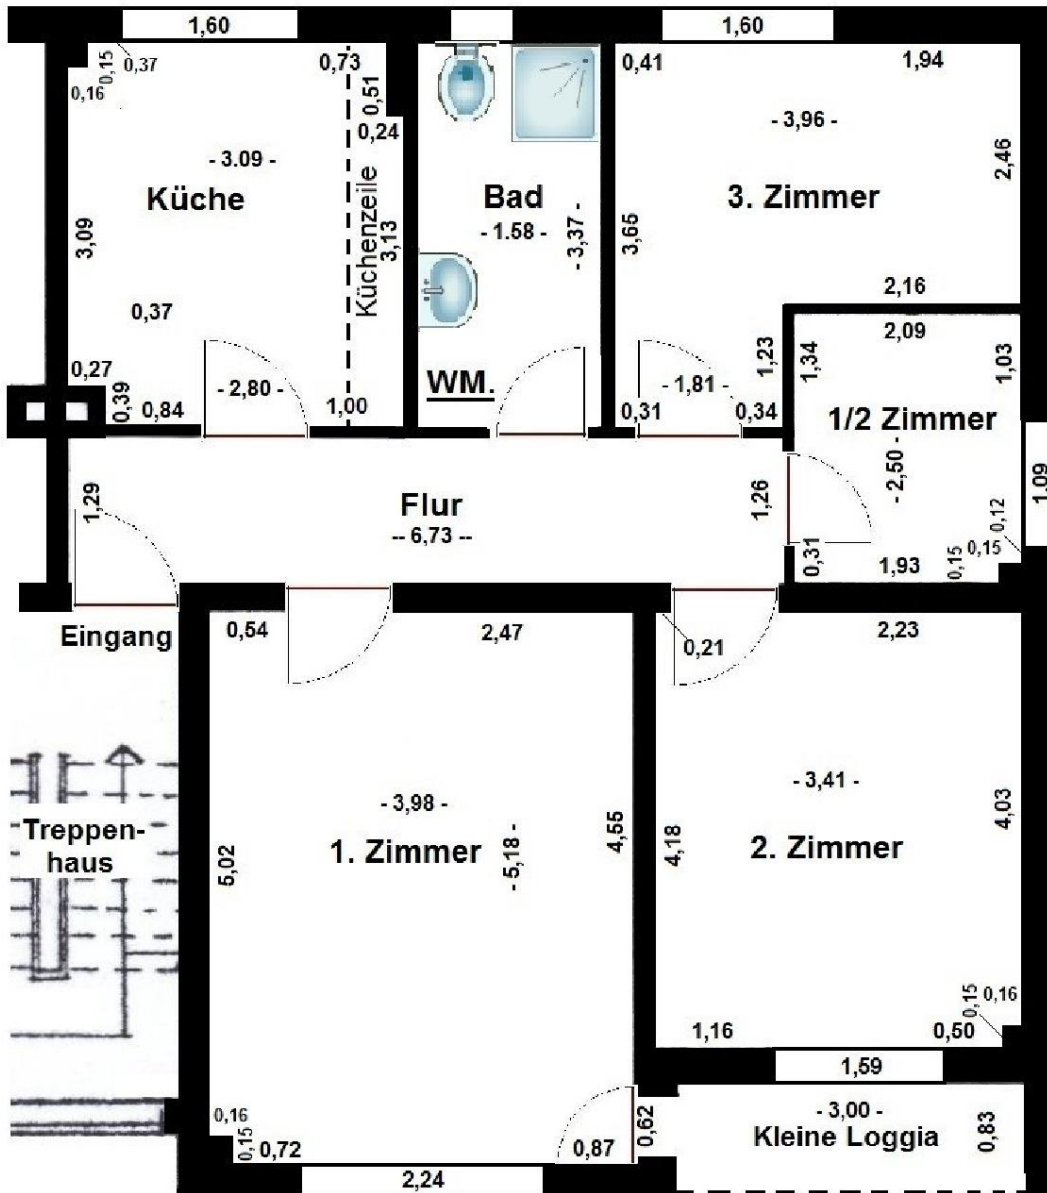 1,60
1,60
0,15
0,37
0,16
0,73
0,51
0,24
- 3.09 -
Küche
3,09
Küchenzeile
3,13
0,37
0,27
0,39
0,84
- 2,80 -
1,00
Bad
- 1.58 -
- 3,37 -
WM.
0,41
1,94
- 3,96 -
2,46
3. Zimmer
3,65
2,16
1,23
- 1,81 -
0,31
0,34
2,09
1,34
1,03
1/2 Zimmer
- 2,50 -
1,09
0,12
0,15
0,15
1,93
0,31
1,29
Flur
-- 6,73 --
1,26
Eingang
Treppen-
haus
0,54
2,47
- 3,98 -
1. Zimmer
- 5,18 -
5,02
4,55
0,16
0,15
0,72
0,87
0,62
2,24
0,21
2,23
- 3,41 -
2. Zimmer
4,18
4,03
0,15
0,16
1,16
0,50
1,59
- 3,00 -
Kleine Loggia
0,83